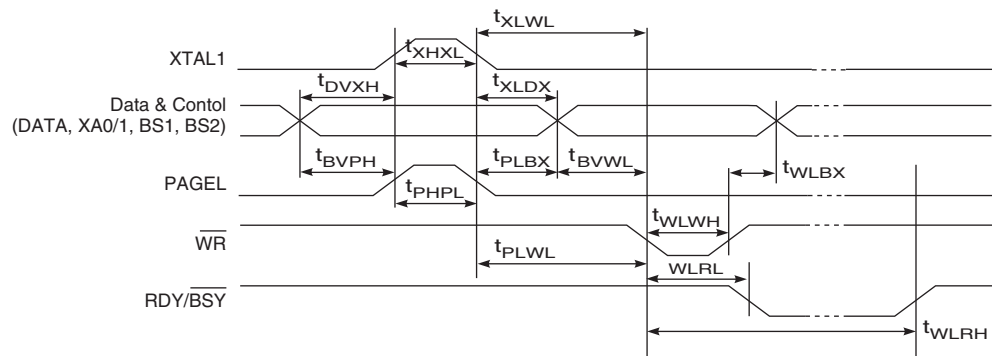 tXLWL
XTAL1
tXHXL
tDVXH
tXLDX
Data & Contol
(DATA, XA0/1, BS1, BS2)
tBVPH
tPLBX
tBVWL
tWLBX
PAGEL
tPHPL
tWLWH
WR
tPLWL
WLRL
RDY/BSY
tWLRH